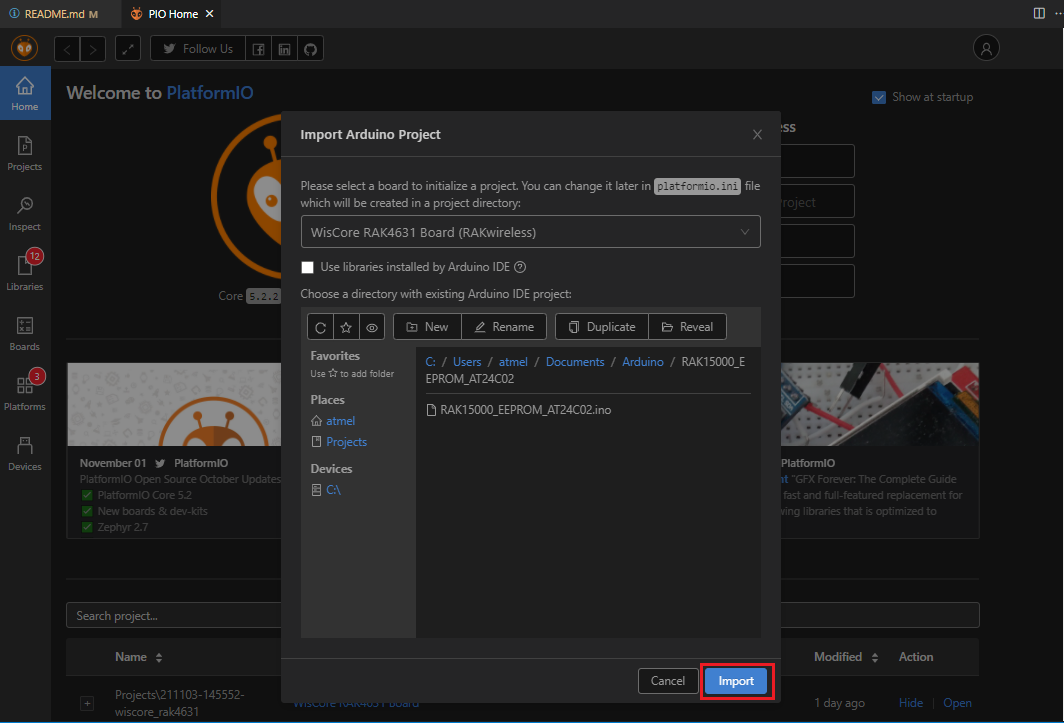 README.md M
PIO Home
Follow Us
Home
Projects
Inspect
12
Libraries
Boards
3
Platforms
Devices
Welcome to PlatformIO
Show at startup
ss
roject
Core 5.2.2
Import Arduino Project
Please select a board to initialize a project. You can change it later in platformio.ini file
which will be created in a project directory:
WisCore RAK4631 Board (RAKwireless)
Use libraries installed by Arduino IDE
Choose a directory with existing Arduino IDE project:
New Rename Duplicate Reveal
Favorites
Use ☆ to add folder
Places
atmel
Projects
Devices
C:\
C: / Users / atmel / Documents / Arduino / RAK15000_E
EPROM_AT24C02
RAK15000_EEPROM_AT24C02.ino
Cancel Import
November 01 PlatformIO
PlatformIO Open Source October Updates
✅ PlatformIO Core 5.2
✅ New boards & dev-kits
✅ Zephyr 2.7
PlatformIO
t "GFX Forever: The Complete Guide
fast and full-featured replacement for
wing libraries that is optimized to
Search project...
Name Modified Action
Projects\211103-145552-
wiscore_rak4631
WisCore RAK4631 Board
1 day ago Hide Open